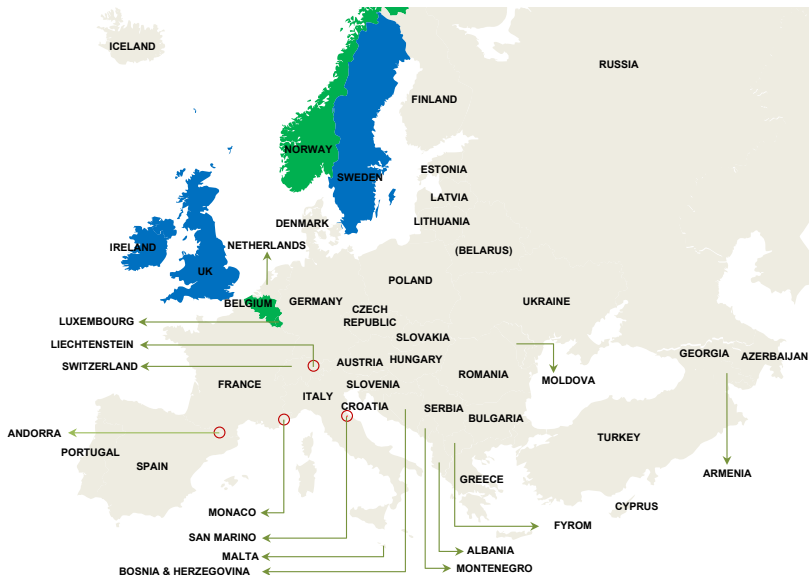 ICELAND
RUSSIA
FINLAND
NORWAY
SWEDEN
ESTONIA
LATVIA
LITHUANIA
DENMARK
IRELAND
NETHERLANDS
(BELARUS)
UK
POLAND
BELGIUM
GERMANY
UKRAINE
CZECH
REPUBLIC
LUXEMBOURG
SLOVAKIA
LIECHTENSTEIN
SWITZERLAND
AUSTRIA
HUNGARY
GEORGIA
AZERBAIJAN
ROMANIA
MOLDOVA
FRANCE
SLOVENIA
ITALY
CROATIA
SERBIA
BULGARIA
ANDORRA
TURKEY
PORTUGAL
SPAIN
ARMENIA
GREECE
CYPRUS
MONACO
FYROM
SAN MARINO
ALBANIA
MALTA
MONTENEGRO
BOSNIA & HERZEGOVINA